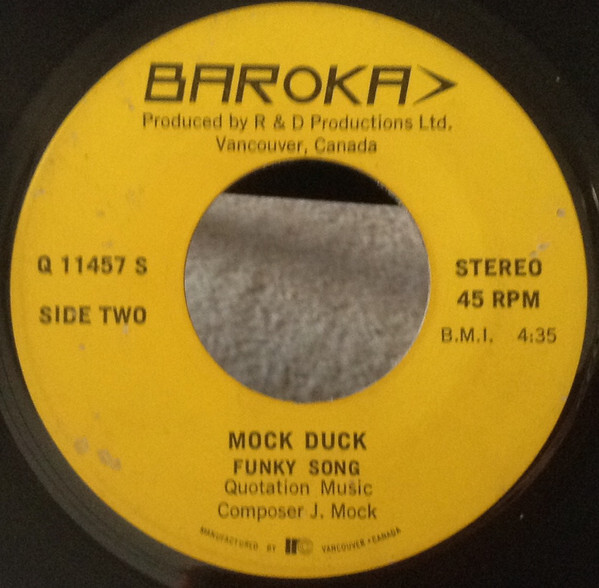 BAROKA>
Produced by R & D Productions Ltd.
Vancouver, Canada
Q 11457 S
SIDE TWO
STEREO
45 RPM
B.M.I. 4:35
MOCK DUCK
FUNKY SONG
Quotation Music
Composer J. Mock
MANUFACTURED BY VANCOUVER • CANADA